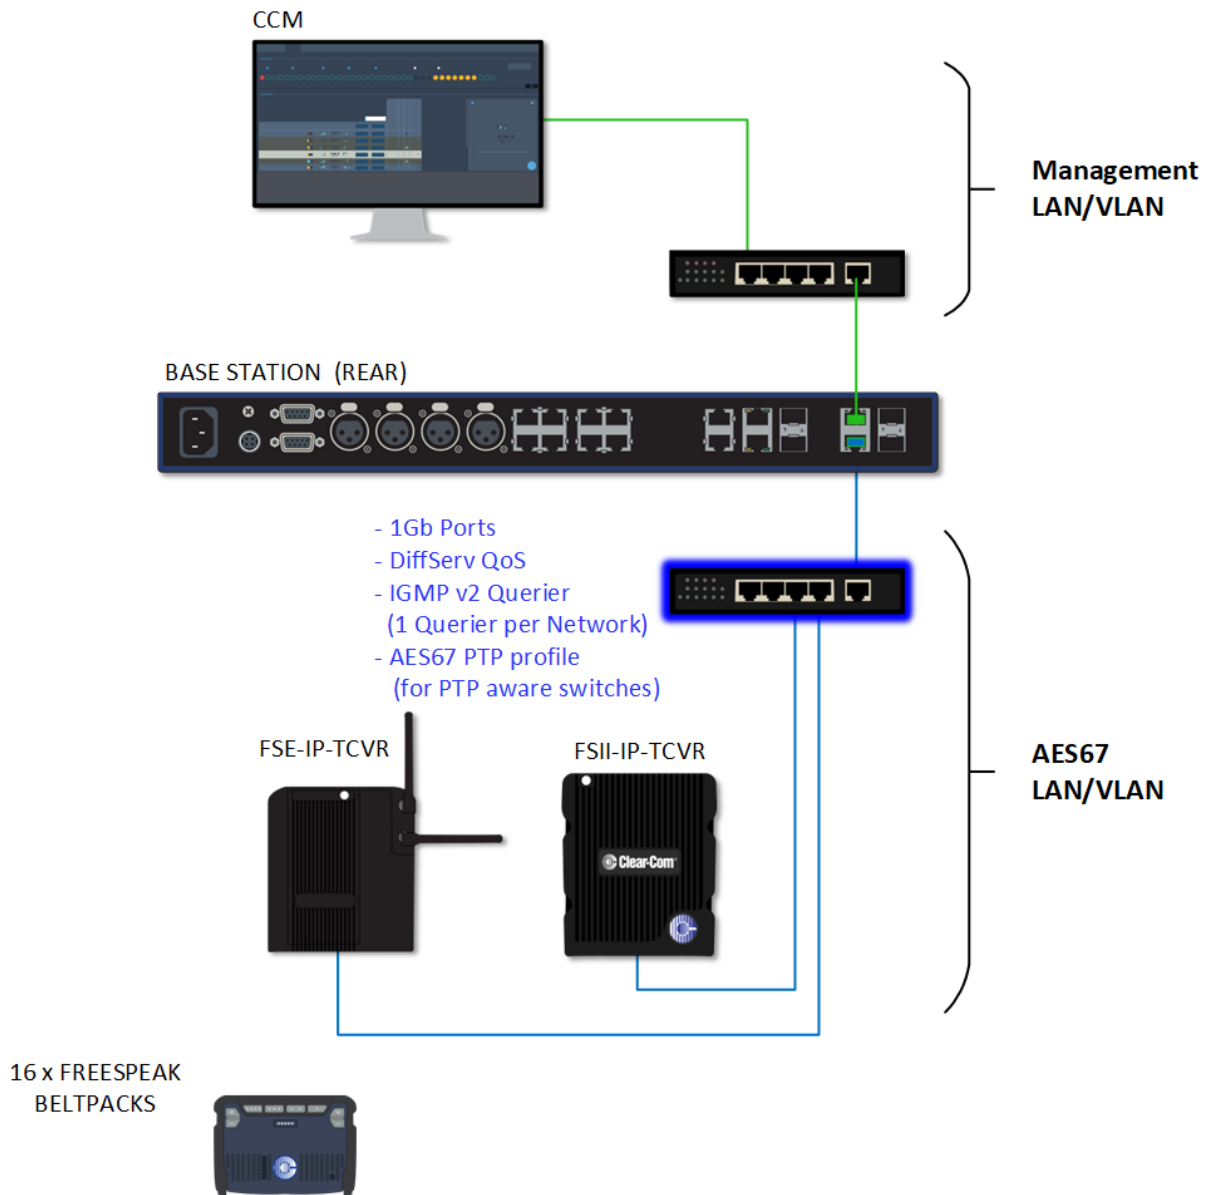 CCM
Management
LAN/VLAN
BASE STATION (REAR)
- 1Gb Ports
- DiffServ QoS
- IGMP v2 Querier
(1 Querier per Network)
- AES67 PTP profile
(for PTP aware switches)
FSE-IP-TCVR
FSII-IP-TCVR
AES67
LAN/VLAN
Clear-Com
16 x FREESPEAK
BELTPACKS